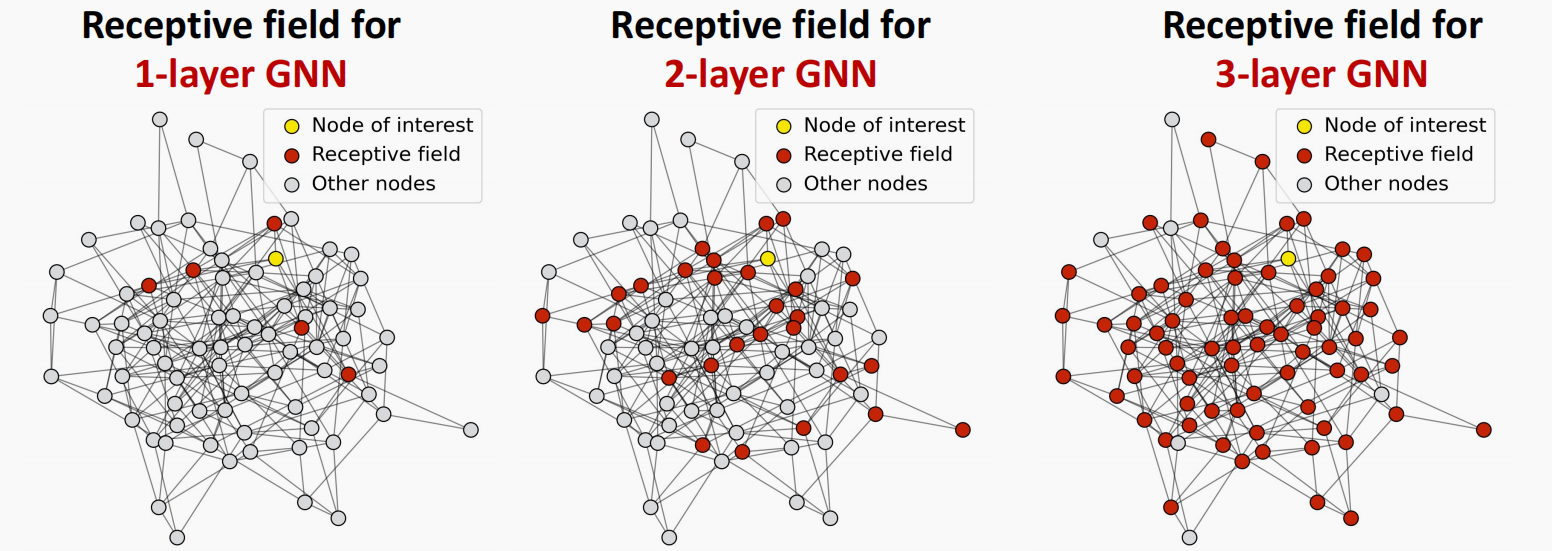 Receptive field for
1-layer GNN
Node of interest
Receptive field
Other nodes
Receptive field for
2-layer GNN
Node of interest
Receptive field
Other nodes
Receptive field for
3-layer GNN
Node of interest
Receptive field
Other nodes